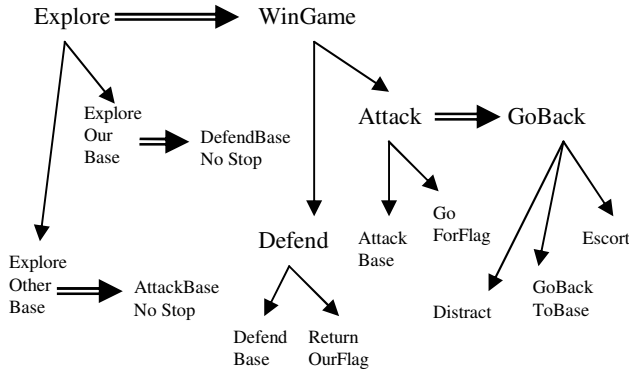 Explore
WinGame
Explore
Our
Base
DefendBase
No Stop
Attack
GoBack
Explore
Other
Base
AttackBase
No Stop
Defend
Attack
Base
Go
ForFlag
Escort
Distract
GoBack
ToBase
Defend
Base
Return
OurFlag